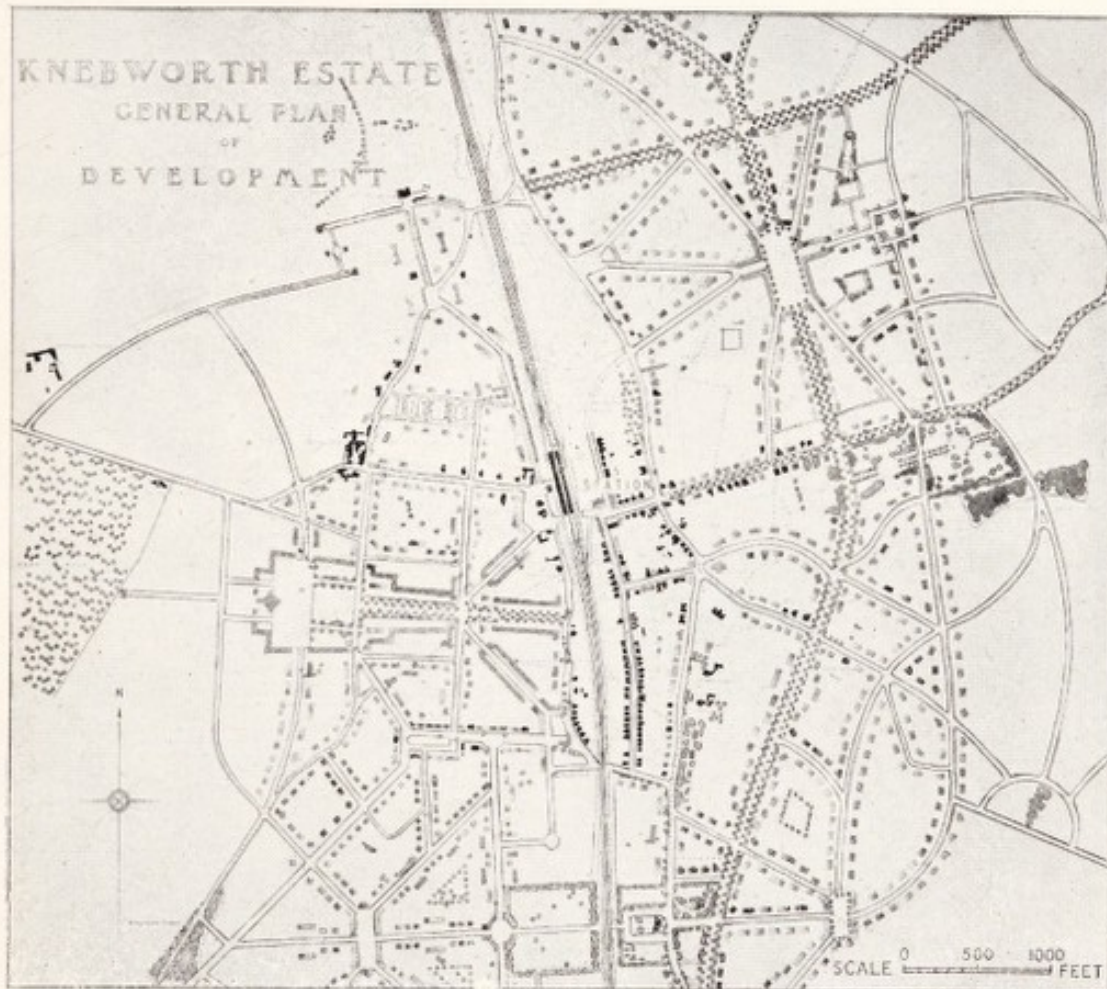 KNEBWORTH ESTATE
GENERAL PLAN
OF
DEVELOPMENT
STATION
N
SCALE 0 500 1000 FEET